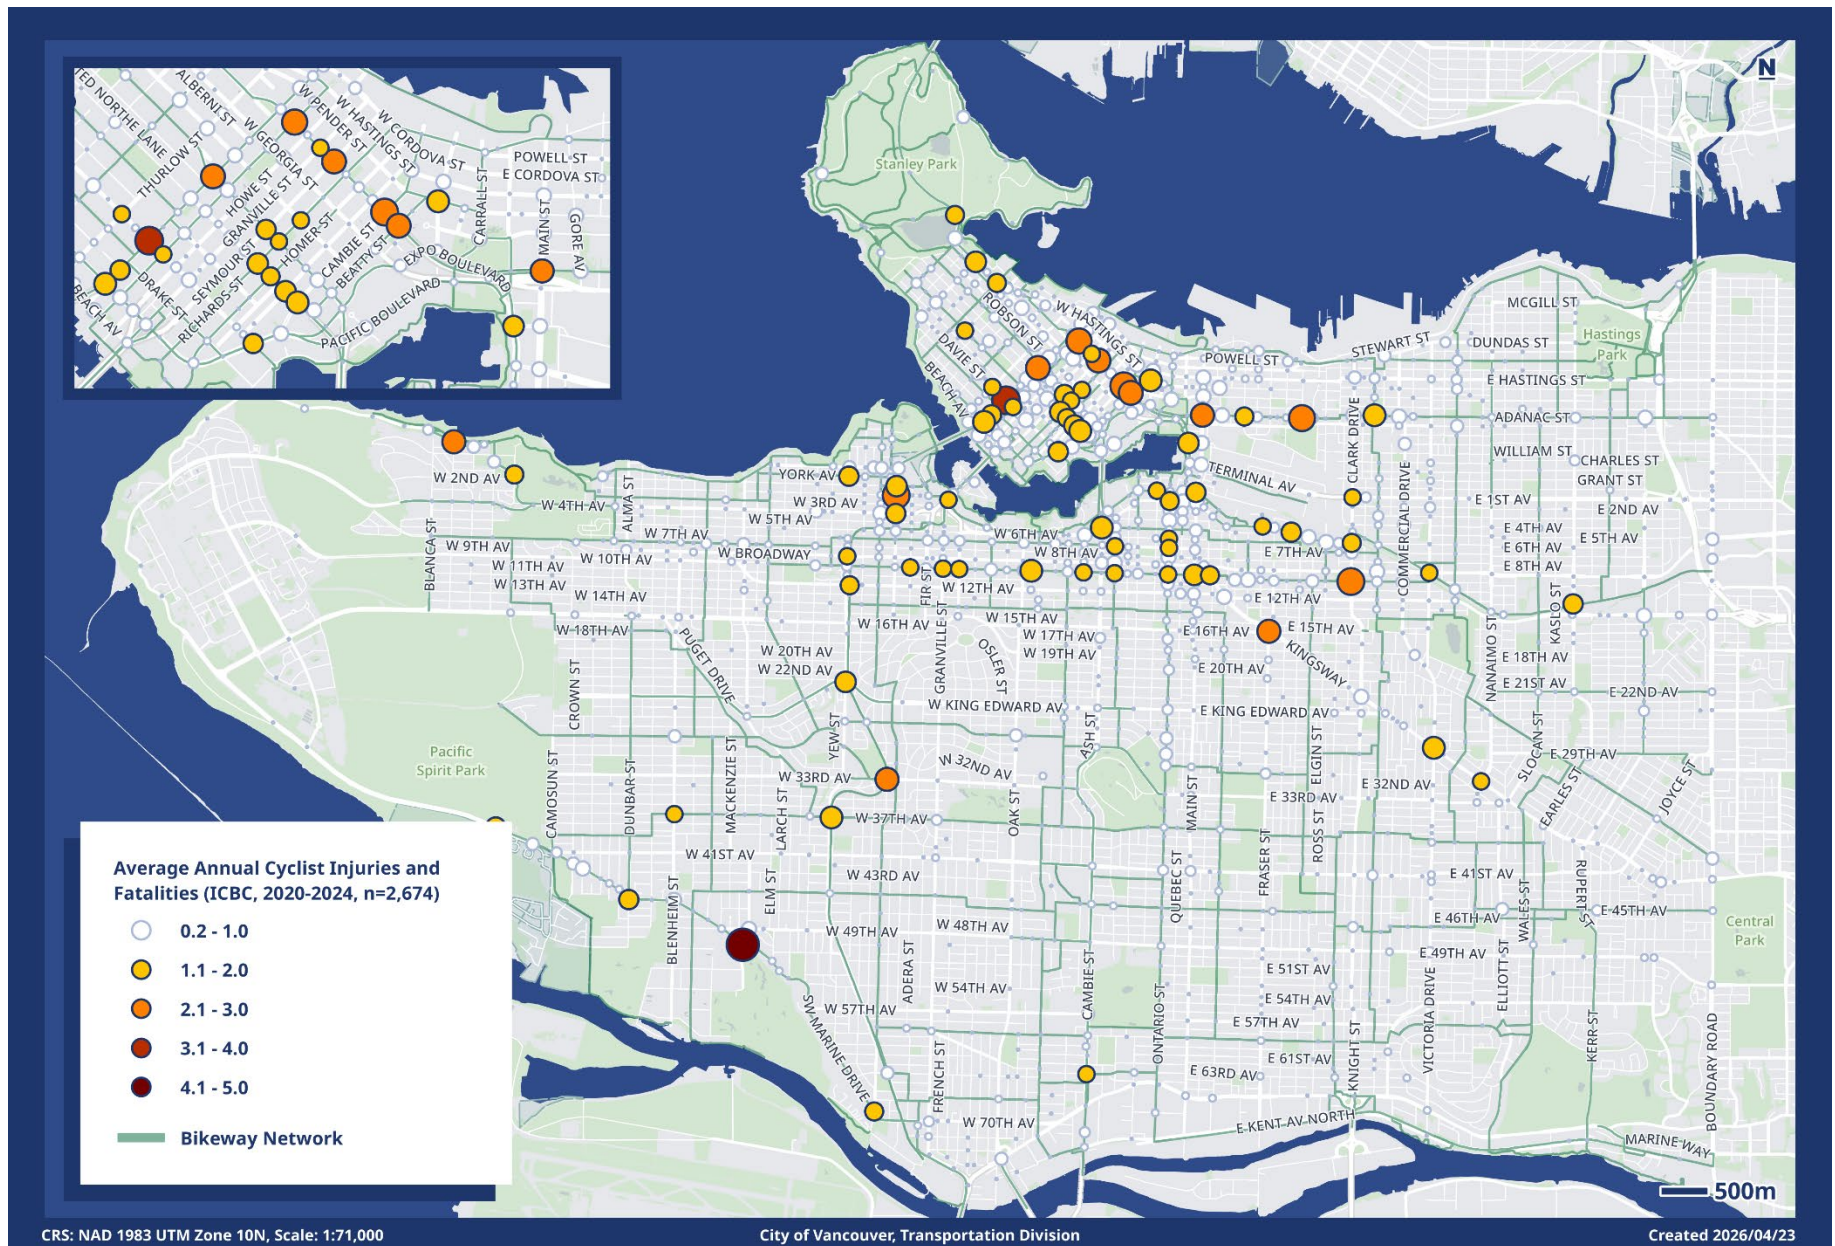 N
TED NORTHE LANE
ALBERNI ST
THURLOW ST
W PENDER ST
W HASTINGS ST
W CORDOVA ST
W GEORGIA ST
POWELL ST
E CORDOVA ST
HOWE ST
GRANVILLE ST
SEYMOUR ST
HOMER ST
RICHARDS ST
CAMBIE ST
BEATTY ST
CARRALL ST
MAIN ST
GORE AV
EXPO BOULEVARD
PACIFIC BOULEVARD
DRAKE ST
BEACH AV
Stanley Park
ROBSON ST
W HASTINGS ST
DAVIE ST
BEACH AV
POWELL ST
STEWART ST
MCGILL ST
DUNDAS ST
Hastings
Park
E HASTINGS ST
ADANAC ST
CLARK DRIVE
WILLIAM ST
CHARLES ST
GRANT ST
TERMINAL AV
COMMERCIAL DRIVE
E 1ST AV
E 2ND AV
E 4TH AV
E 5TH AV
E 6TH AV
E 7TH AV
E 8TH AV
YORK AV
W 2ND AV
W 3RD AV
W 4TH AV
ALMA ST
W 5TH AV
W 6TH AV
W 7TH AV
W 8TH AV
BLANCA ST
W 9TH AV
W BROADWAY
W 10TH AV
W 11TH AV
W 13TH AV
W 12TH AV
E 12TH AV
W 14TH AV
FIR ST
GRANVILLE ST
W 15TH AV
W 16TH AV
E 16TH AV
E 15TH AV
KASLO ST
NANAIMO ST
W 17TH AV
W 18TH AV
W 19TH AV
W 20TH AV
W 22ND AV
OSLER ST
KINGSWAY
E 18TH AV
E 20TH AV
E 21ST AV
E 22ND AV
PUGET DRIVE
CROWN ST
W KING EDWARD AV
E KING EDWARD AV
YEW ST
ASH ST
ELGIN ST
SLOCAN ST
E 29TH AV
Pacific
Spirit Park
CAMOSUN ST
DUNBAR ST
MACKENZIE ST
LARCH ST
W 33RD AV
W 32ND AV
E 32ND AV
E 33RD AV
OAK ST
MAIN ST
ROSS ST
EARLES ST
JOYCE ST
W 37TH AV
W 41ST AV
E 41ST AV
W 43RD AV
FRASER ST
QUEBEC ST
RUPERT ST
BLENHEIM ST
ELM ST
E 45TH AV
E 46TH AV
WALES ST
W 48TH AV
W 49TH AV
E 49TH AV
Central
Park
ADERA ST
CAMBIE ST
E 51ST AV
W 54TH AV
E 54TH AV
ELLIOTT ST
W 57TH AV
E 57TH AV
SW MARINE DRIVE
ONTARIO ST
KNIGHT ST
VICTORIA DRIVE
KERR ST
BOUNDARY ROAD
E 61ST AV
E 63RD AV
FRENCH ST
W 70TH AV
E KENT AV NORTH
MARINE WAY
500m
Average Annual Cyclist Injuries and
Fatalities (ICBC, 2020-2024, n=2,674)
0.2 - 1.0
1.1 - 2.0
2.1 - 3.0
3.1 - 4.0
4.1 - 5.0
Bikeway Network
CRS: NAD 1983 UTM Zone 10N, Scale: 1:71,000
City of Vancouver, Transportation Division
Created 2026/04/23